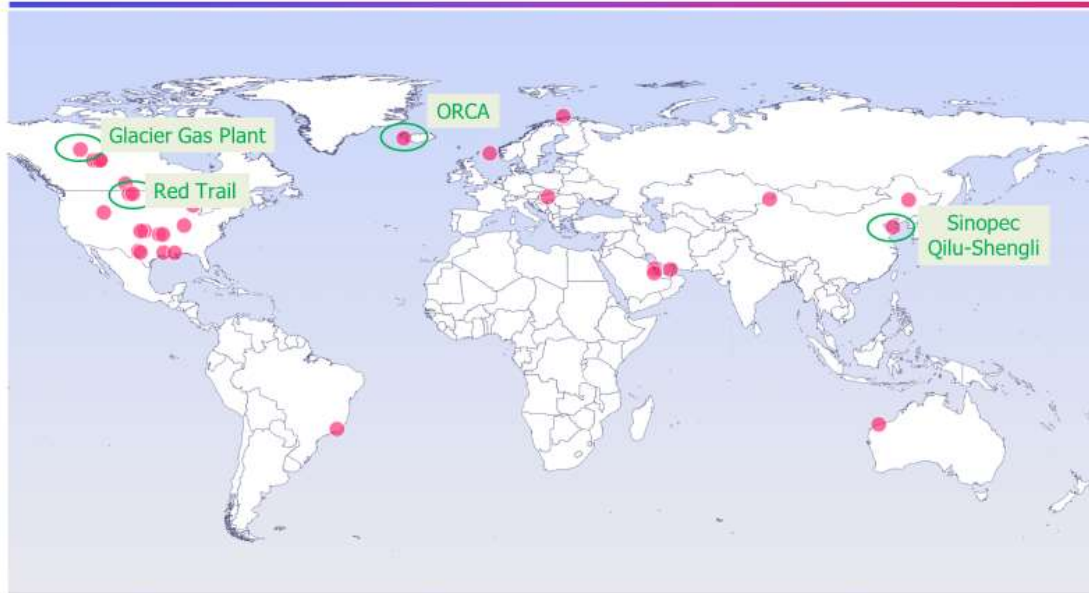 ORCA
Glacier Gas Plant
Red Trail
Sinopec
Qilu-Shengli